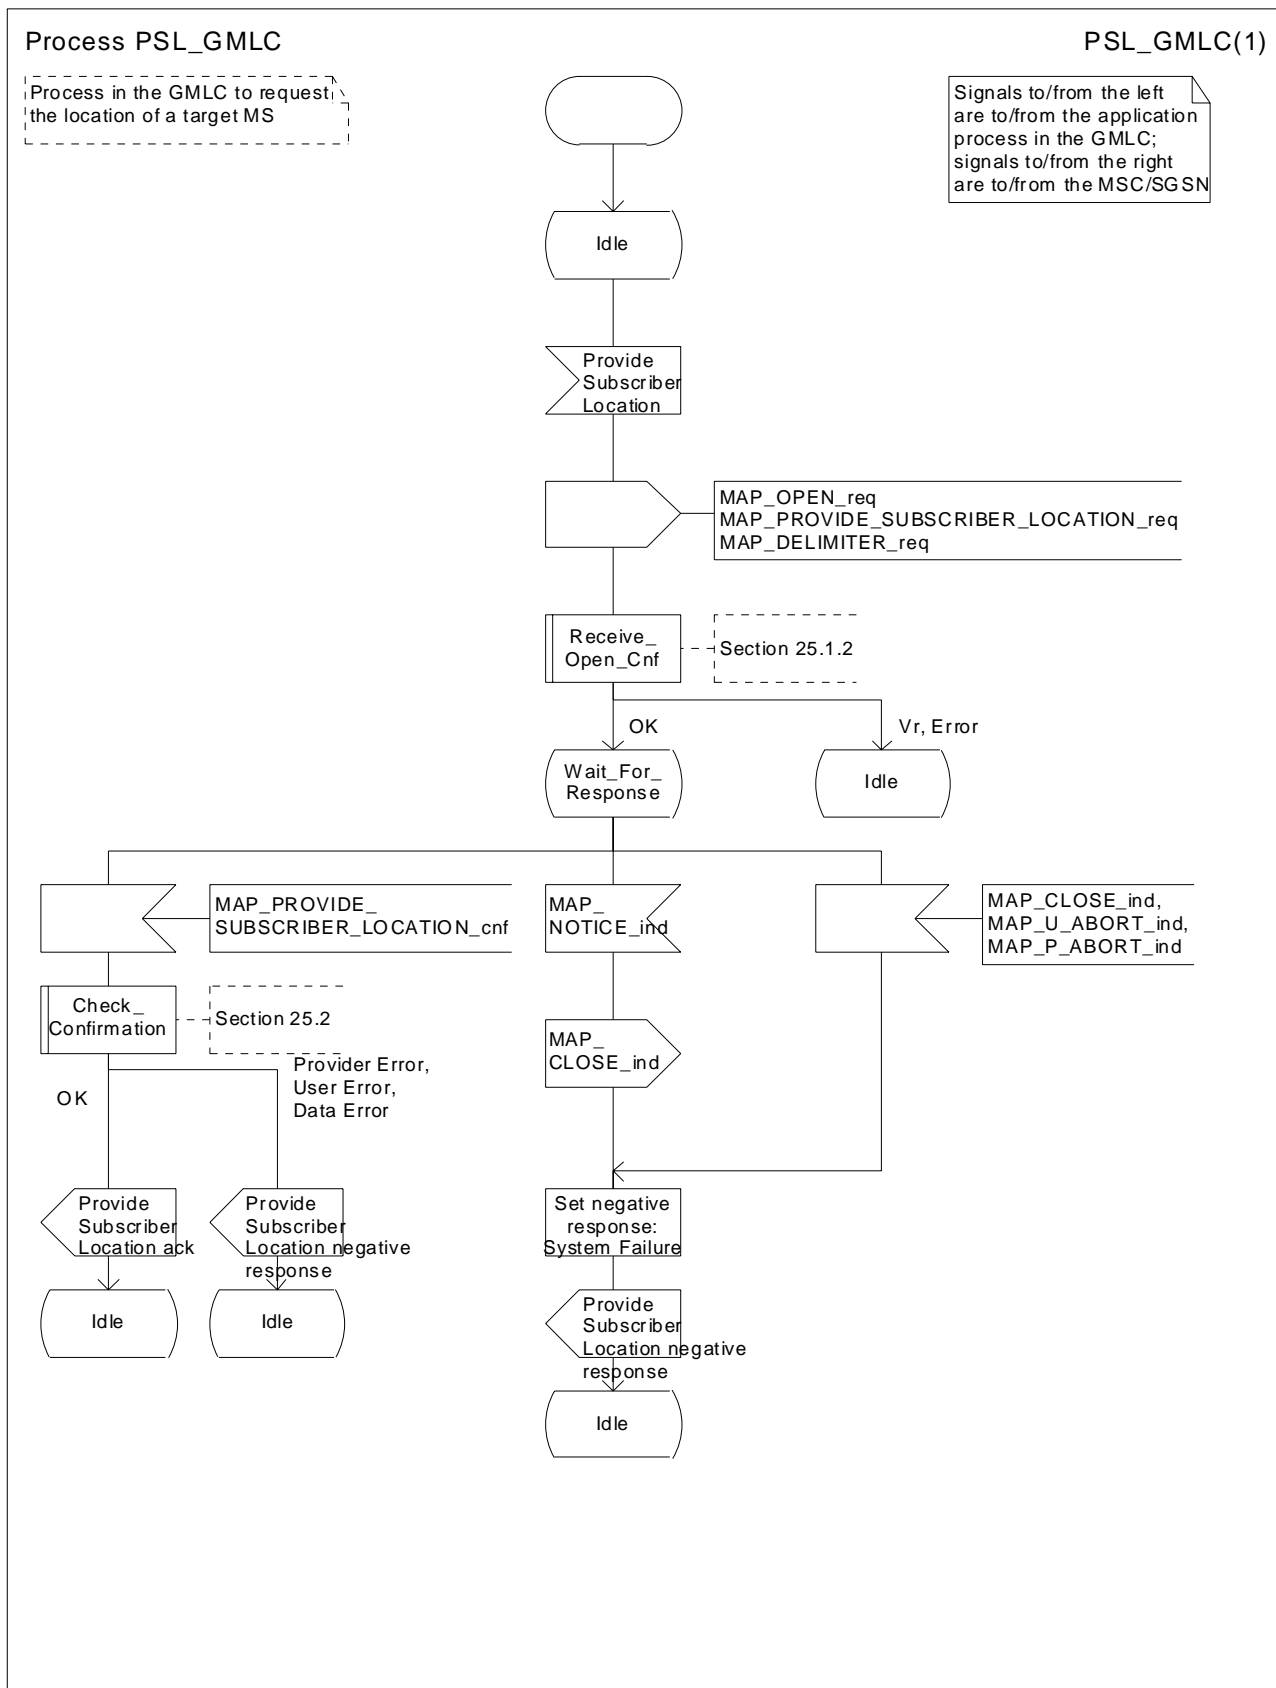 Process PSL_GMLC
PSL_GMLC(1)
Process in the GMLC to request
the location of a target MS
Signals to/from the left
are to/from the application
process in the GMLC;
signals to/from the right
are to/from the MSC/SGSN
Idle
Provide
Subscriber
Location
MAP_OPEN_req
MAP_PROVIDE_SUBSCRIBER_LOCATION_req
MAP_DELIMITER_req
Receive_
Open_Cnf
Section 25.1.2
OK
Vr, Error
Wait_For_
Response
Idle
MAP_PROVIDE_
SUBSCRIBER_LOCATION_cnf
MAP_
NOTICE_ind
MAP_CLOSE_ind,
MAP_U_ABORT_ind,
MAP_P_ABORT_ind
Check_
Confirmation
Section 25.2
MAP_
CLOSE_ind
OK
Provider Error,
User Error,
Data Error
Provide
Subscriber
Location ack
Provide
Subscriber
Location negative
response
Set negative
response:
System Failure
Idle
Idle
Provide
Subscriber
Location negative
response
Idle